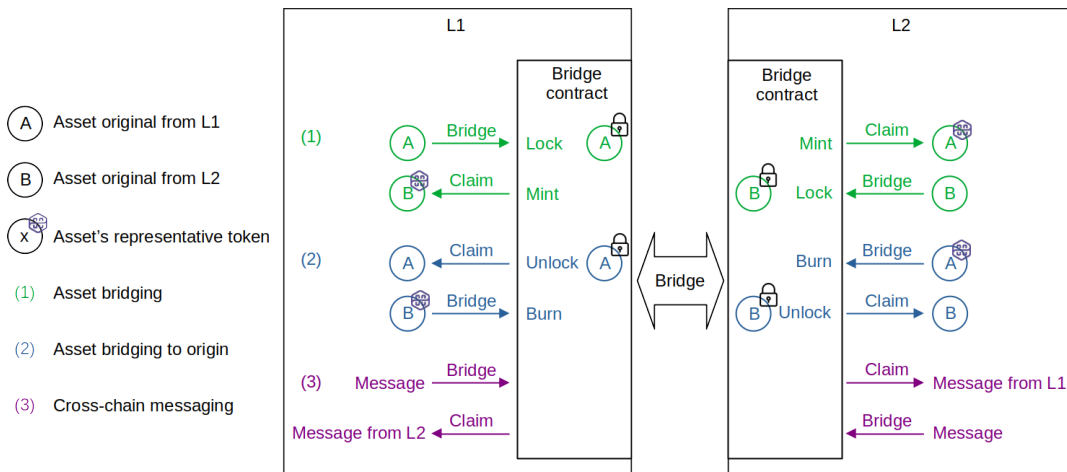 L1
L2
Bridge
contract
Bridge
contract
A Asset original from L1
B Asset original from L2
x Asset's representative token
(1) Asset bridging
(2) Asset bridging to origin
(3) Cross-chain messaging
(1) A Bridge Lock A
B Claim Mint
(2) A Claim Unlock A
B Bridge Burn
(3) Message Bridge
Message from L2 Claim
Bridge
Mint Claim A
B Lock Bridge B
Burn Bridge A
B Unlock Claim B
Claim Message from L1
Bridge Message